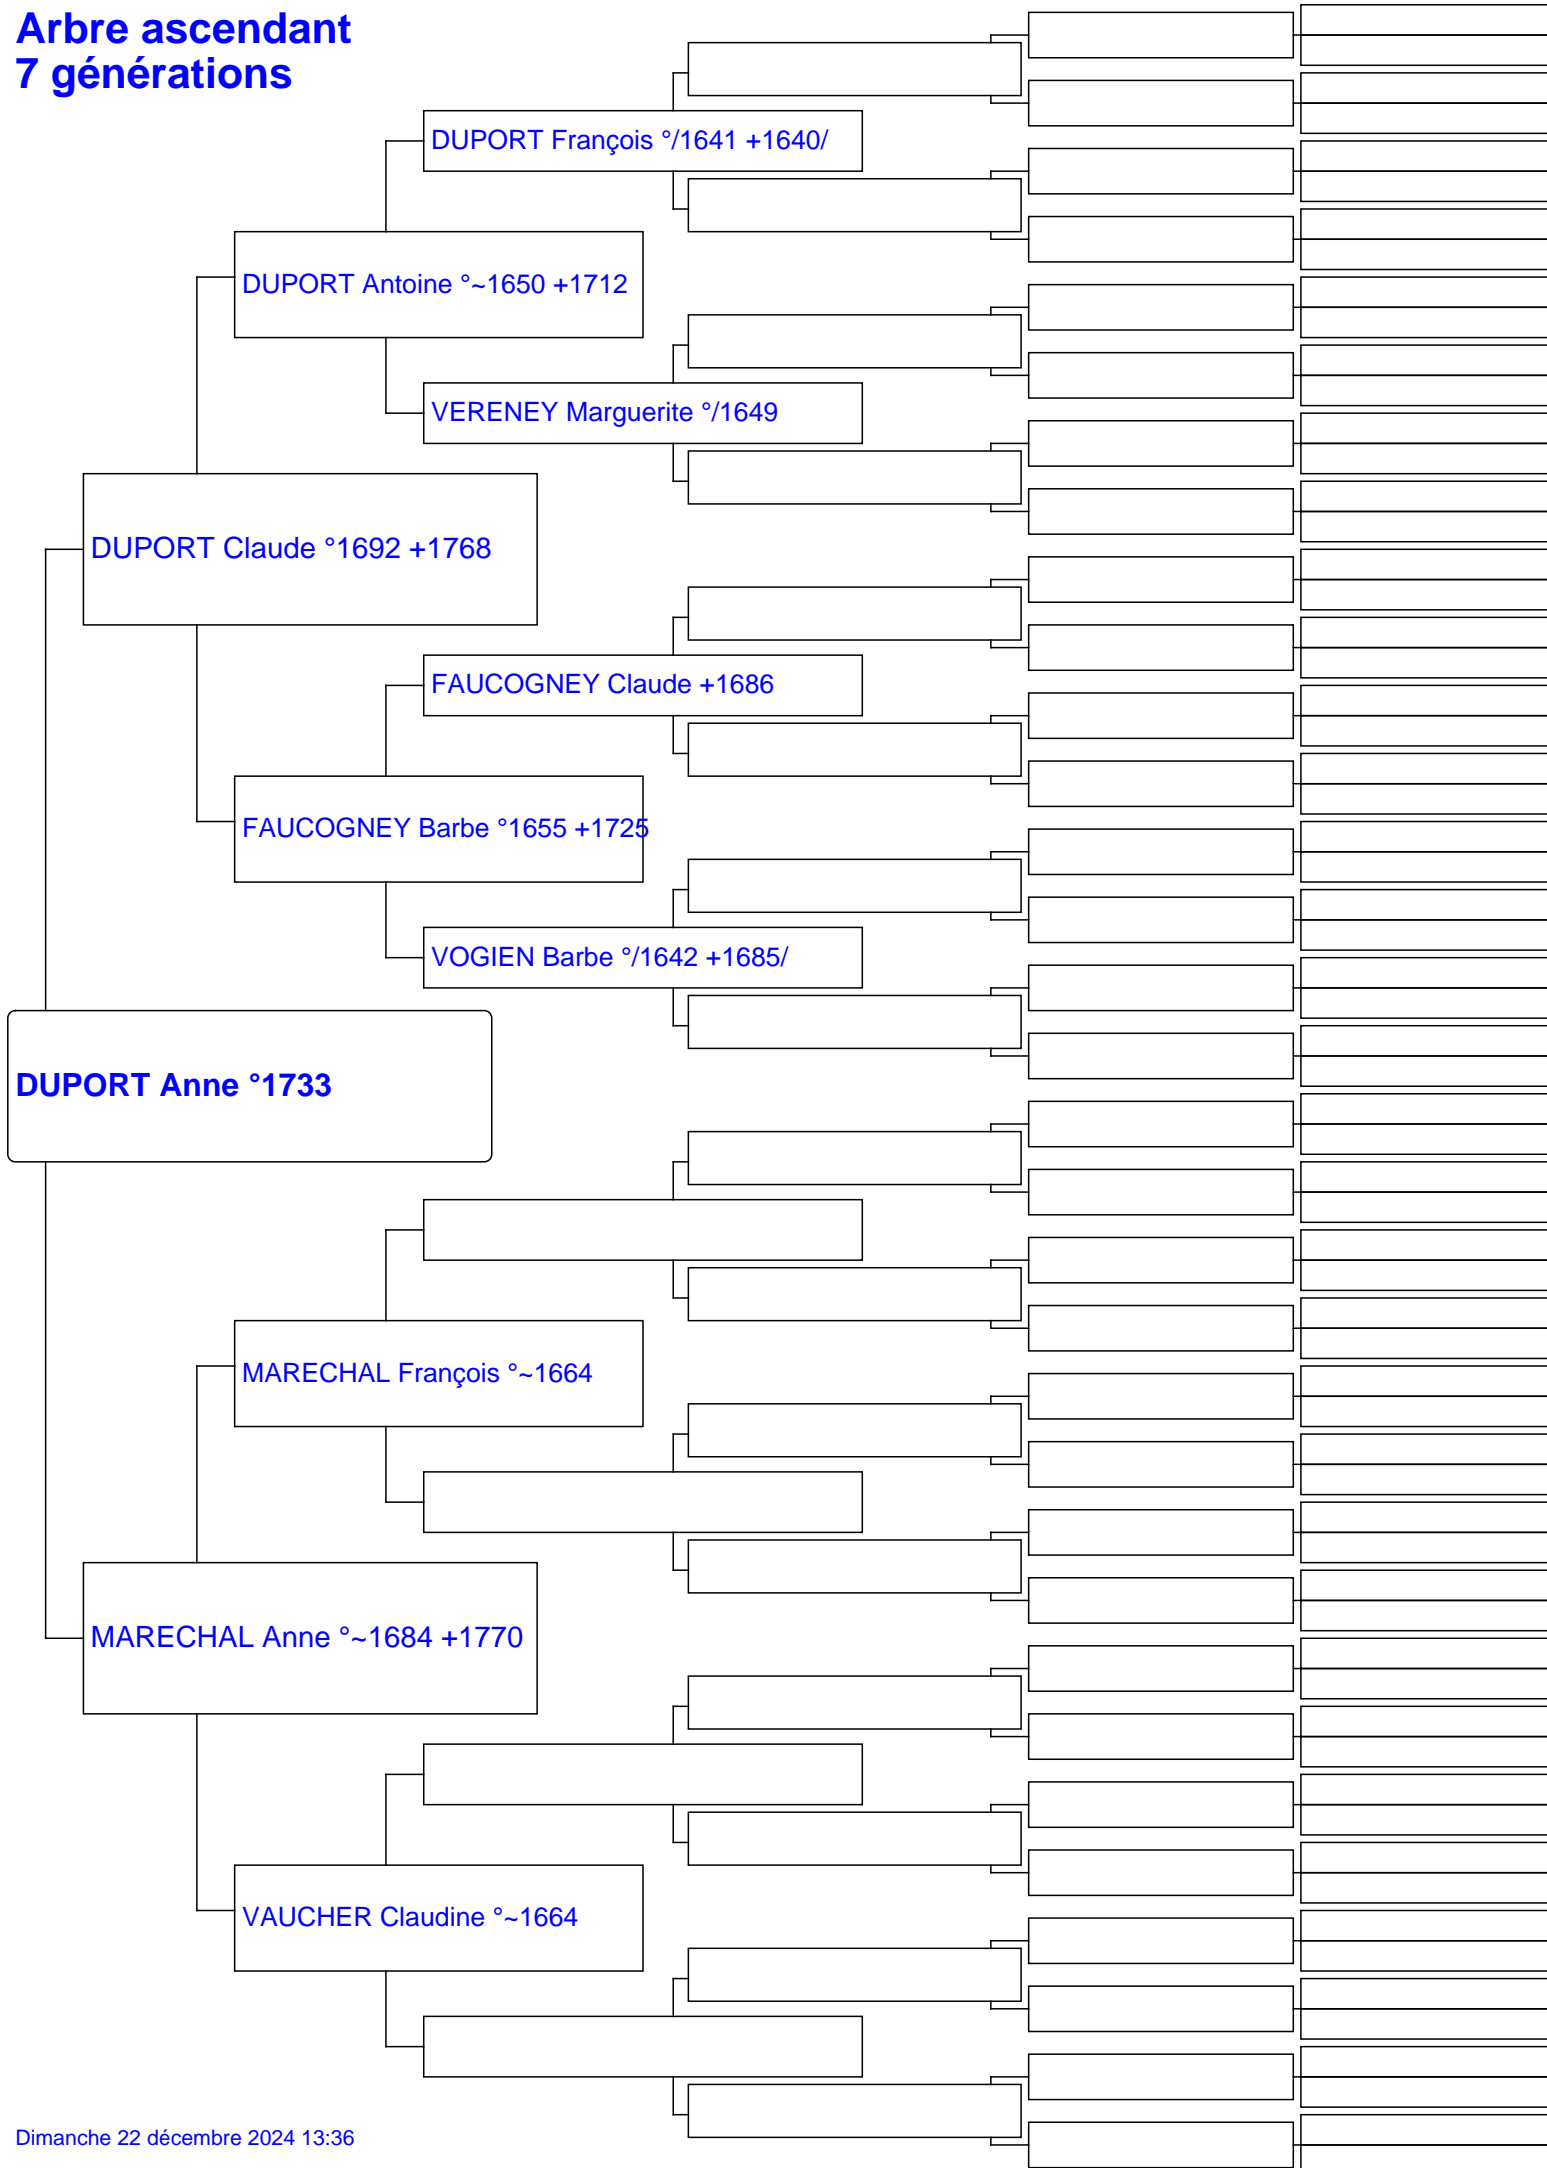 Arbre ascendant
7 générations
DUPORT François °/1641 +1640/
DUPORT Antoine °~1650 +1712
VERENEY Marguerite °/1649
DUPORT Claude °1692 +1768
FAUCOGNEY Claude +1686
FAUCOGNEY Barbe °1655 +1725
VOGIEN Barbe °/1642 +1685/
DUPORT Anne °1733
MARECHAL François °~1664
MARECHAL Anne °~1684 +1770
VAUCHER Claudine °~1664
Dimanche 22 décembre 2024 13:36